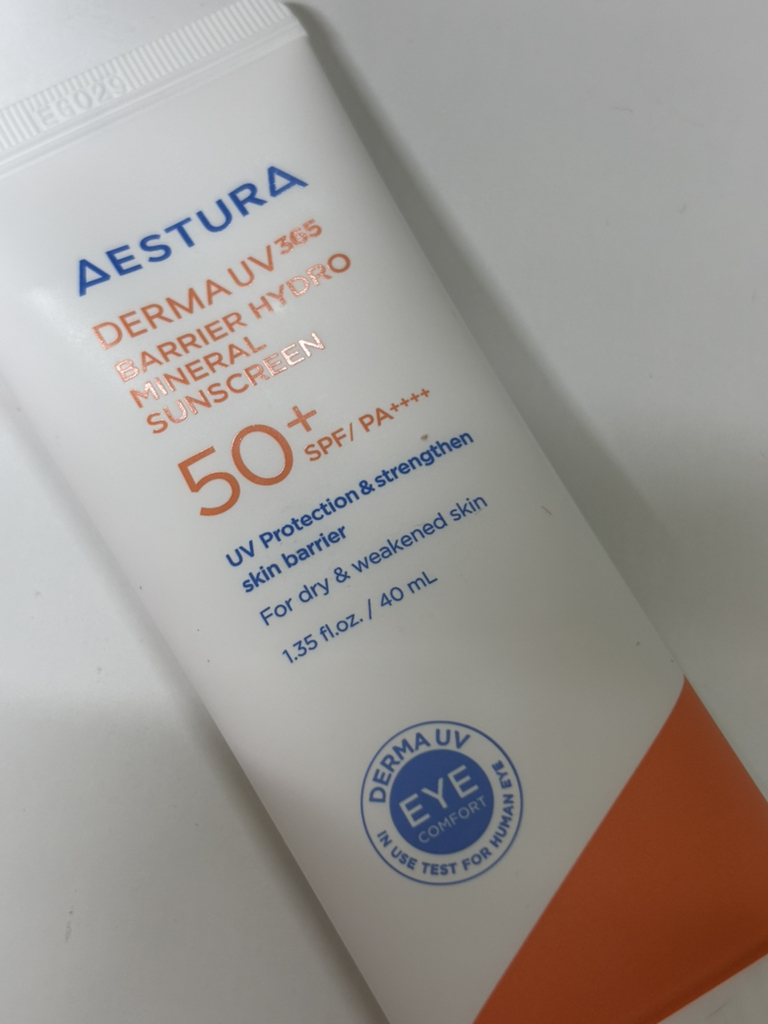 AESTURA
DERMA UV365
BARRIER HYDRO
MINERAL
SUNSCREEN
50+ SPF/ PA++++
UV Protection & strengthen
skin barrier
For dry & weakened skin
1.35 fl.oz. / 40 mL
DERMA UV
EYE
COMFORT
IN USE TEST FOR HUMAN EYE